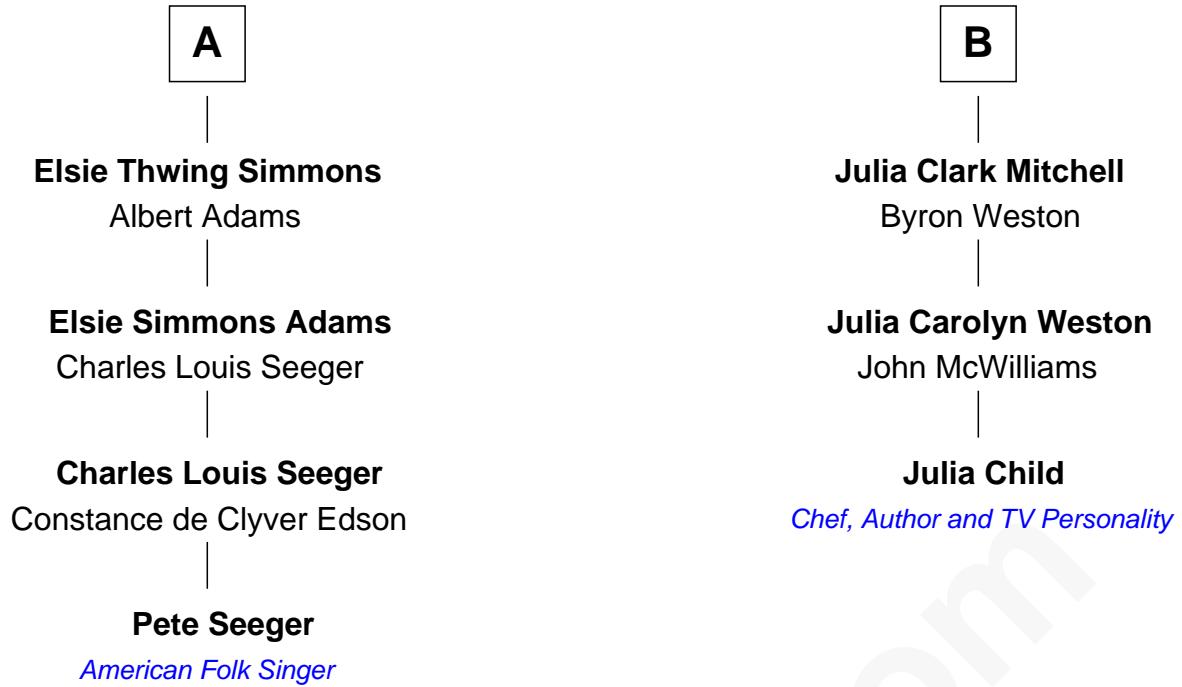 A
Elsie Thwing Simmons
Albert Adams
Elsie Simmons Adams
Charles Louis Seeger
Charles Louis Seeger
Constance de Clyver Edson
Pete Seeger
American Folk Singer
B
Julia Clark Mitchell
Byron Weston
Julia Carolyn Weston
John McWilliams
Julia Child
Chef, Author and TV Personality
om